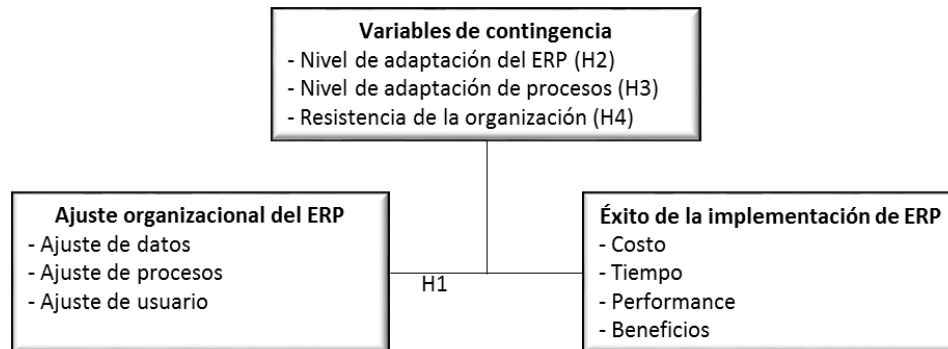 Variables de contingencia
- Nivel de adaptación del ERP (H2)
- Nivel de adaptación de procesos (H3)
- Resistencia de la organización (H4)
Ajuste organizacional del ERP
- Ajuste de datos
- Ajuste de procesos
- Ajuste de usuario
H1
Éxito de la implementación de ERP
- Costo
- Tiempo
- Performance
- Beneficios